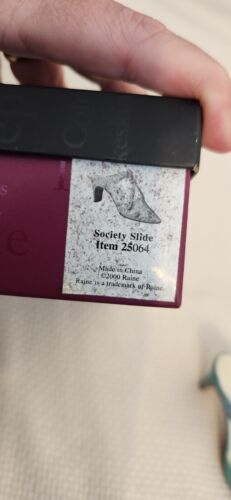 Society Slide
Item 25064
Made in China
©2000 Raine
Raine is a trademark of Raine.